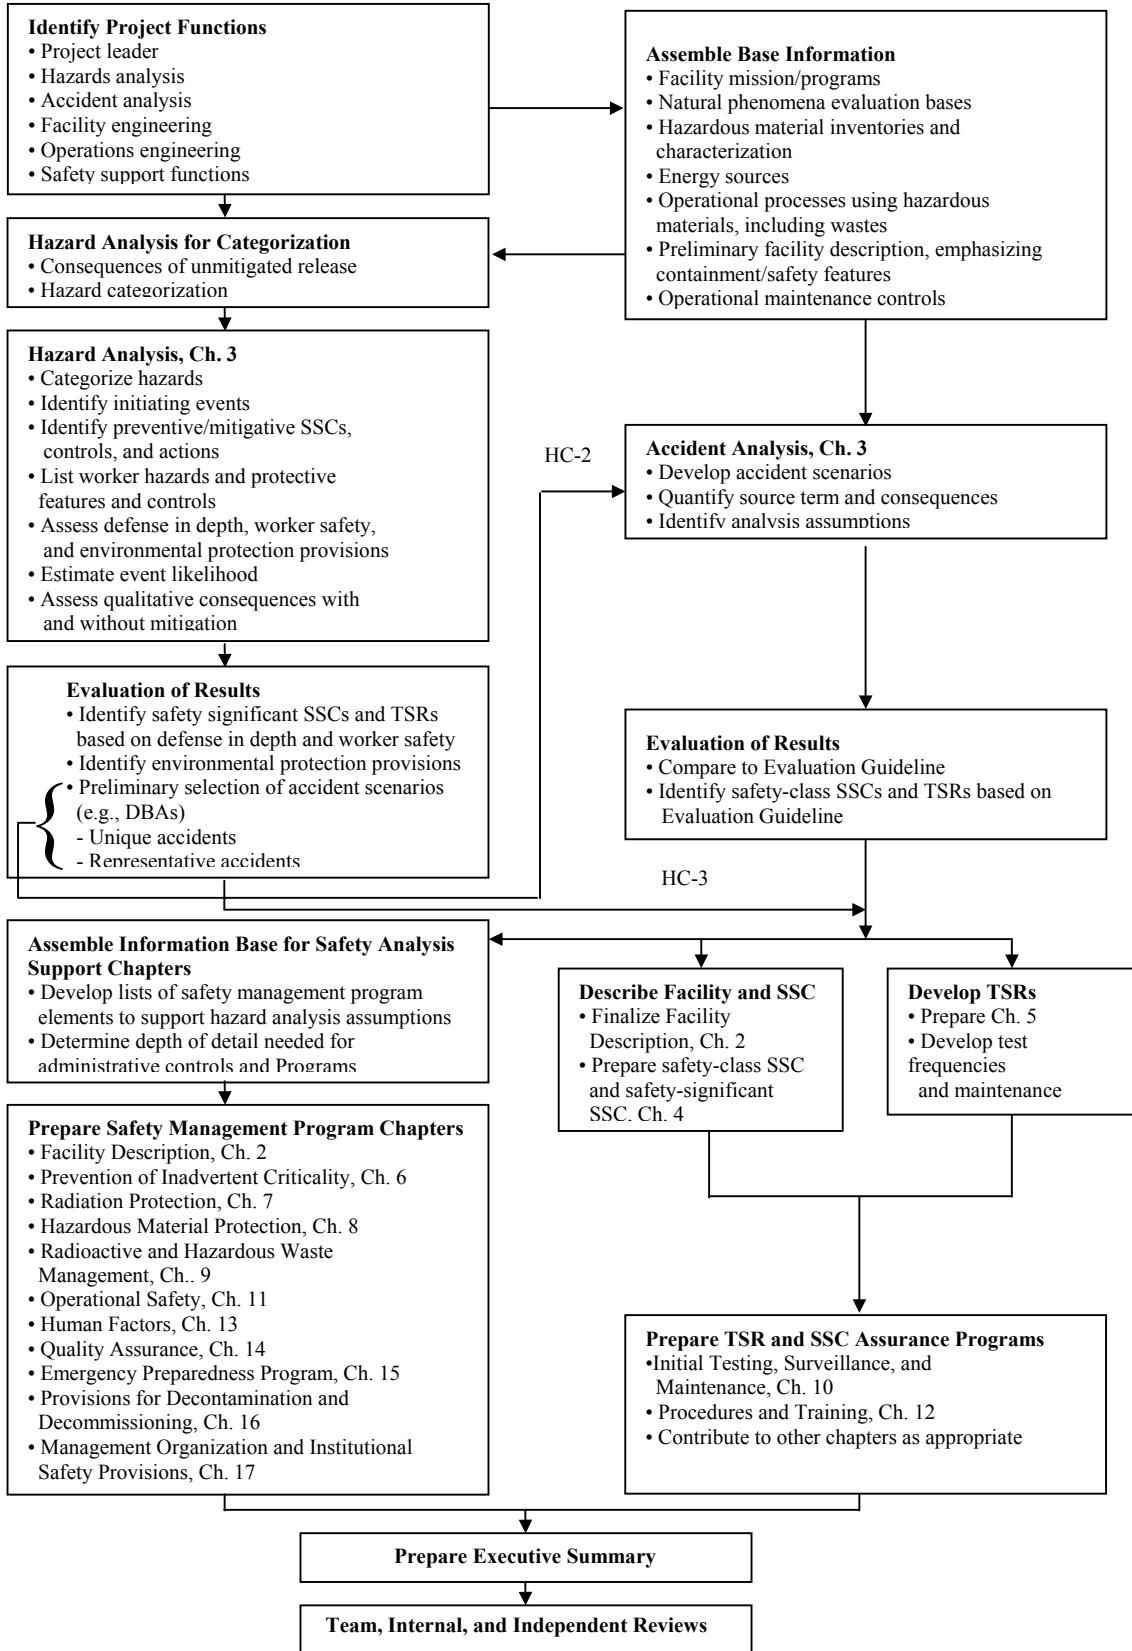 Identify Project Functions
• Project leader
• Hazards analysis
• Accident analysis
• Facility engineering
• Operations engineering
• Safety support functions
Assemble Base Information
• Facility mission/programs
• Natural phenomena evaluation bases
• Hazardous material inventories and
characterization
• Energy sources
• Operational processes using hazardous
materials, including wastes
• Preliminary facility description, emphasizing
containment/safety features
• Operational maintenance controls
Hazard Analysis for Categorization
• Consequences of unmitigated release
• Hazard categorization
Hazard Analysis, Ch. 3
• Categorize hazards
• Identify initiating events
• Identify preventive/mitigative SSCs,
controls, and actions
• List worker hazards and protective
features and controls
• Assess defense in depth, worker safety,
and environmental protection provisions
• Estimate event likelihood
• Assess qualitative consequences with
and without mitigation
HC-2
Accident Analysis, Ch. 3
• Develop accident scenarios
• Quantify source term and consequences
• Identify analysis assumptions
Evaluation of Results
• Identify safety significant SSCs and TSRs
based on defense in depth and worker safety
• Identify environmental protection provisions
• Preliminary selection of accident scenarios
(e.g., DBAs)
- Unique accidents
- Representative accidents
Evaluation of Results
• Compare to Evaluation Guideline
• Identify safety-class SSCs and TSRs based on
Evaluation Guideline
HC-3
Assemble Information Base for Safety Analysis
Support Chapters
• Develop lists of safety management program
elements to support hazard analysis assumptions
• Determine depth of detail needed for
administrative controls and Programs
Describe Facility and SSC
• Finalize Facility
Description, Ch. 2
• Prepare safety-class SSC
and safety-significant
SSC, Ch. 4
Develop TSRs
• Prepare Ch. 5
• Develop test
frequencies
and maintenance
Prepare Safety Management Program Chapters
• Facility Description, Ch. 2
• Prevention of Inadvertent Criticality, Ch. 6
• Radiation Protection, Ch. 7
• Hazardous Material Protection, Ch. 8
• Radioactive and Hazardous Waste
Management, Ch.. 9
• Operational Safety, Ch. 11
• Human Factors, Ch. 13
• Quality Assurance, Ch. 14
• Emergency Preparedness Program, Ch. 15
• Provisions for Decontamination and
Decommissioning, Ch. 16
• Management Organization and Institutional
Safety Provisions, Ch. 17
Prepare TSR and SSC Assurance Programs
•Initial Testing, Surveillance, and
Maintenance, Ch. 10
• Procedures and Training, Ch. 12
• Contribute to other chapters as appropriate
Prepare Executive Summary
Team, Internal, and Independent Reviews